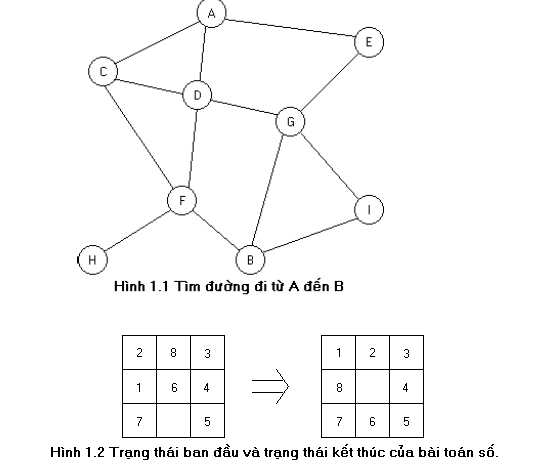 A
E
C
D
G
F
I
H
B
Hình 1.1 Tìm đường đi từ A đến B
2 8 3 1 2 3
1 6 4 8 4
7 5 7 6 5
Hình 1.2 Trạng thái ban đầu và trạng thái kết thúc của bài toán số.